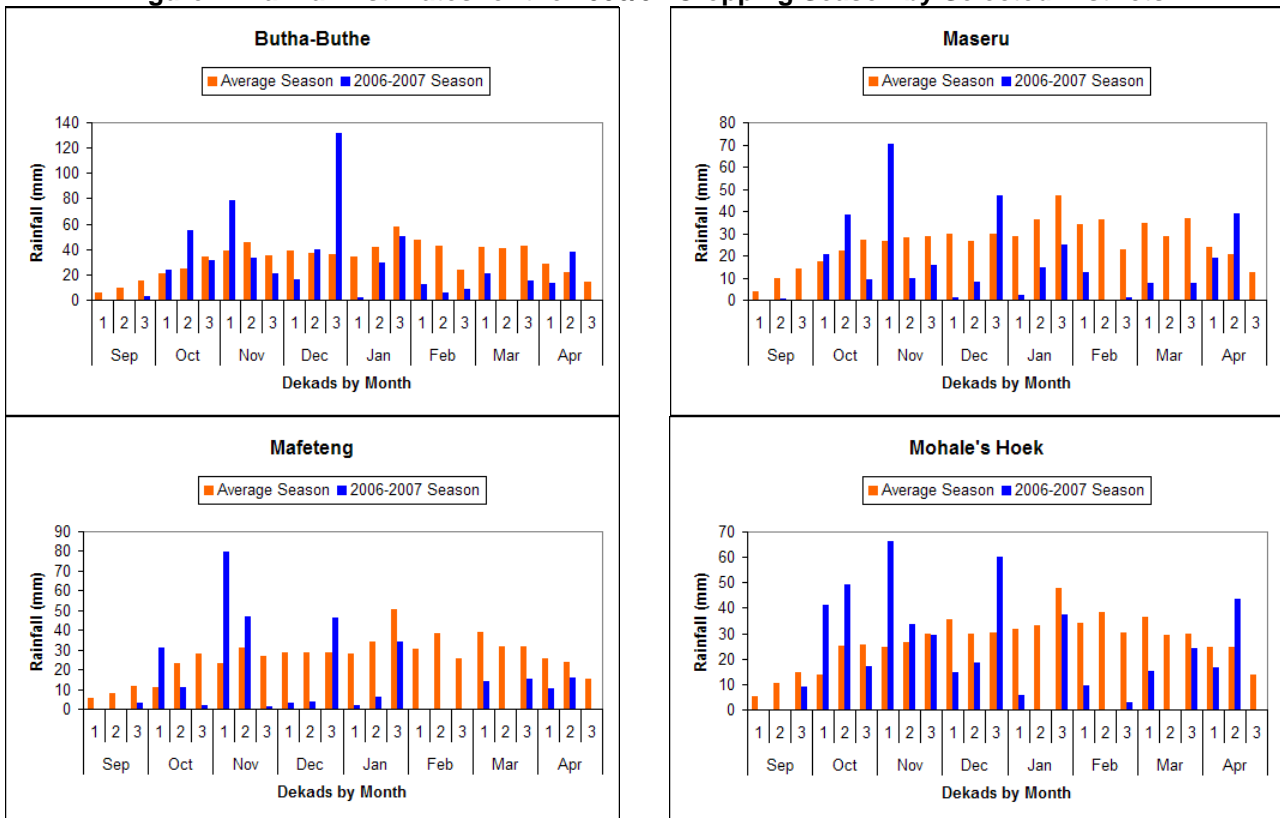 Rainfall Estimates for the Cropping Season by Selected Districts
Butha-Buthe
Average Season 2006-2007 Season
Rainfall (mm)
140
120
100
80
60
40
20
0
1 2 3 1 2 3 1 2 3 1 2 3 1 2 3 1 2 3 1 2 3 1 2 3
Sep Oct Nov Dec Jan Feb Mar Apr
Dekads by Month
Maseru
Average Season 2006-2007 Season
Rainfall (mm)
80
70
60
50
40
30
20
10
0
1 2 3 1 2 3 1 2 3 1 2 3 1 2 3 1 2 3 1 2 3 1 2 3
Sep Oct Nov Dec Jan Feb Mar Apr
Dekads by Month
Mafeteng
Average Season 2006-2007 Season
Rainfall (mm)
90
80
70
60
50
40
30
20
10
0
1 2 3 1 2 3 1 2 3 1 2 3 1 2 3 1 2 3 1 2 3 1 2 3
Sep Oct Nov Dec Jan Feb Mar Apr
Dekads by Month
Mohale's Hoek
Average Season 2006-2007 Season
Rainfall (mm)
70
60
50
40
30
20
10
0
1 2 3 1 2 3 1 2 3 1 2 3 1 2 3 1 2 3 1 2 3 1 2 3
Sep Oct Nov Dec Jan Feb Mar Apr
Dekads by Month